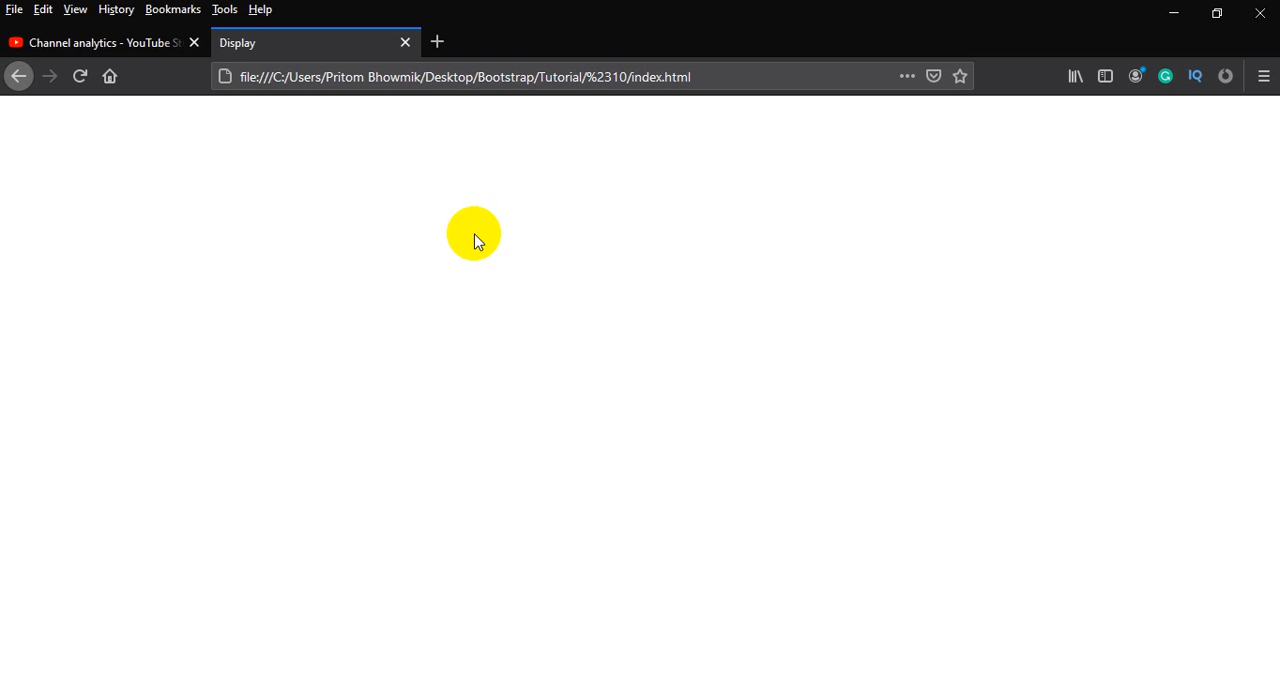 File Edit View History Bookmarks Tools Help
Channel analytics - YouTube St
Display
file:///C:/Users/Pritom Bhowmik/Desktop/Bootstrap/Tutorial/%2310/index.html
IQ